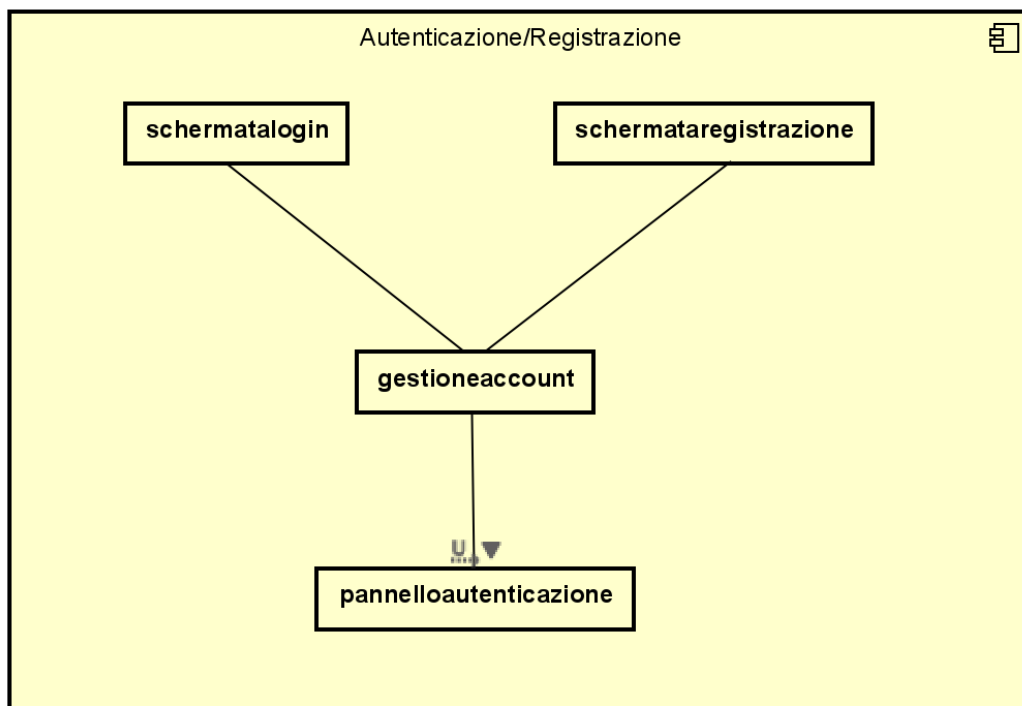 Autenticazione/Registrazione
schermatalogin
schermataregistrazione
gestioneaccount
U
pannelloautenticazione